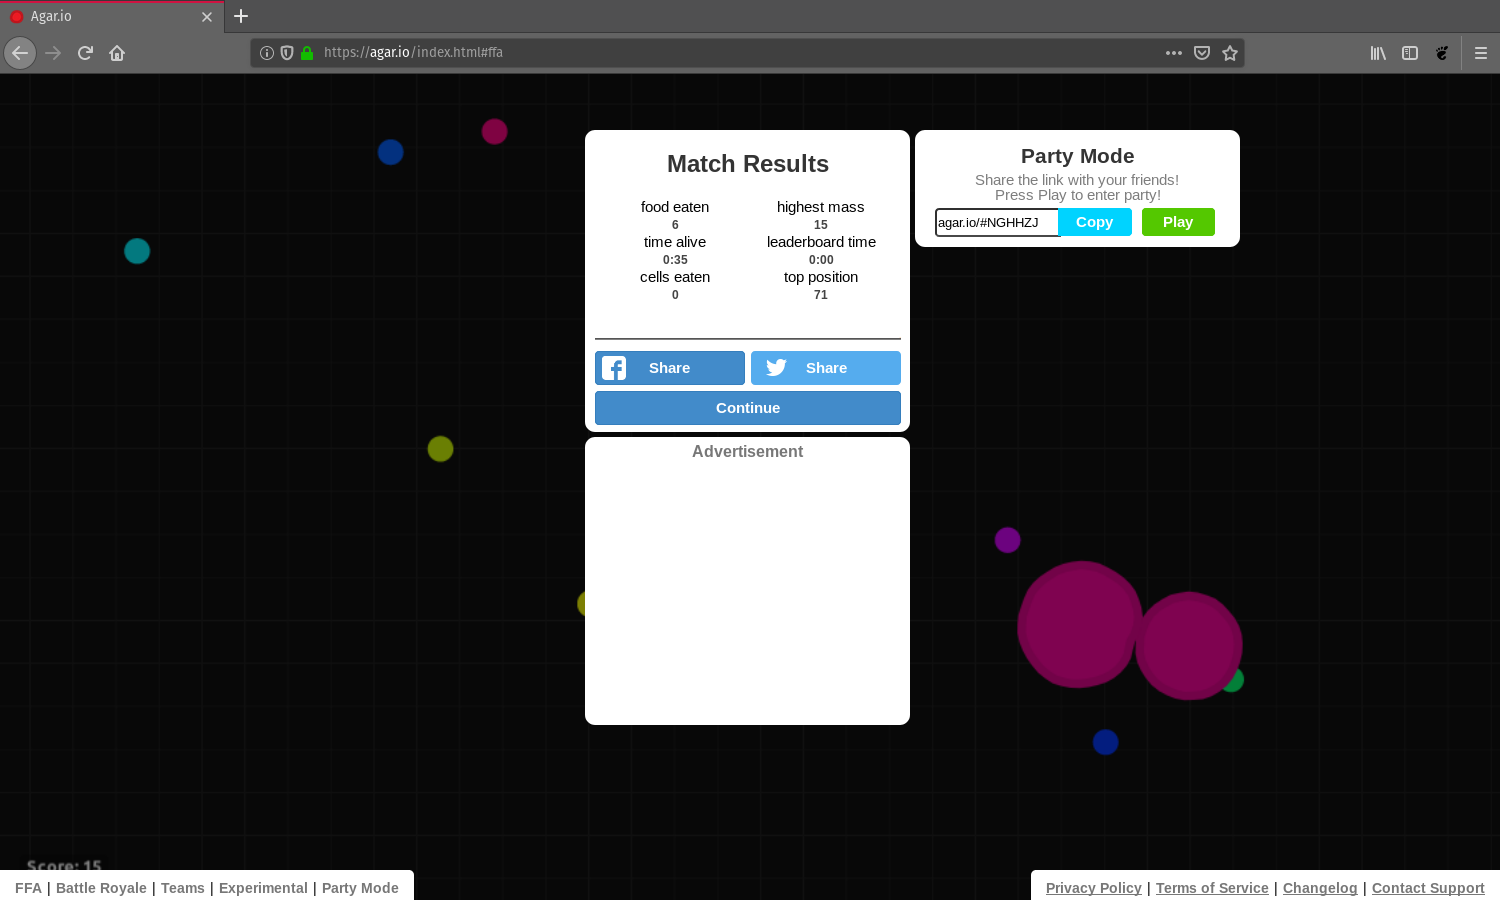 Agar.io
https://agar.io/index.html#ffa
Match Results
food eaten
6
highest mass
15
time alive
0:35
leaderboard time
0:00
cells eaten
0
top position
71
Share
Share
Continue
Advertisement
Party Mode
Share the link with your friends!
Press Play to enter party!
agar.io/#NGHHZJ
Copy
Play
Score: 15
FFA | Battle Royale | Teams | Experimental | Party Mode
Privacy Policy | Terms of Service | Changelog | Contact Support